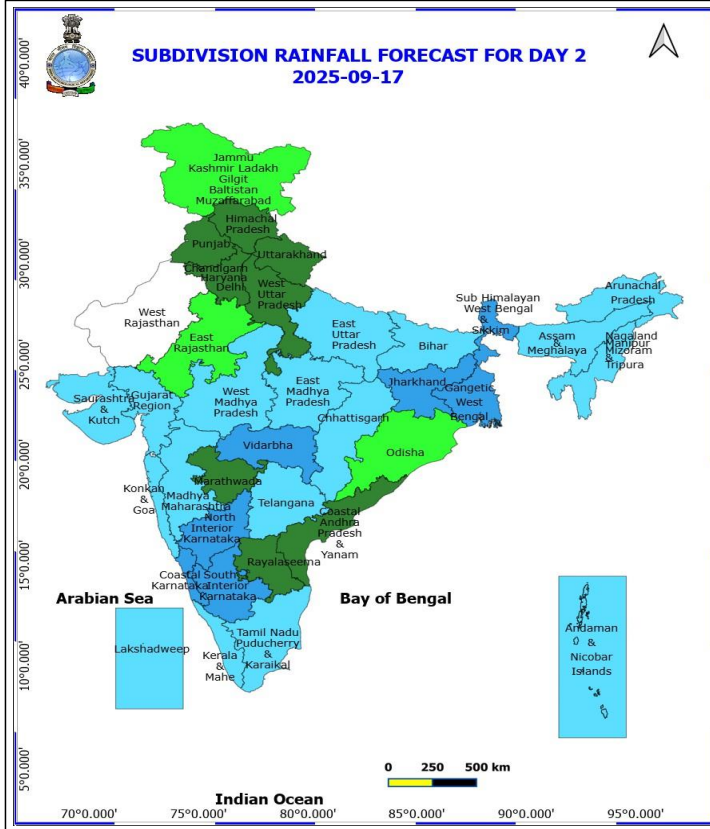 SUBDIVISION RAINFALL FORECAST FOR DAY 2
2025-09-17
40°0.000'
35°0.000'
30°0.000'
25°0.000'
20°0.000'
15°0.000'
10°0.000'
5°0.000'
Jammu
Kashmir Ladakh
Gilgit
Baltistan
Muzaffarabad
Himachal
Pradesh
Punjab
Uttarakhand
Chandigarh
Haryana
Delhi
West
Uttar
Pradesh
West
Rajasthan
East
Rajasthan
East
Uttar
Pradesh
Bihar
Sub Himalayan
West Bengal
&
Sikkim
Arunachal
Pradesh
Assam
&
Meghalaya
Nagaland
Manipur
Mizoram
&
Tripura
Saurashtra
&
Kutch
Gujarat
Region
West
Madhya
Pradesh
East
Madhya
Pradesh
Jharkhand
Gangetic
West
Bengal
Chhattisgarh
Vidarbha
Odisha
Konkan
&
Goa
Madhya
Maharashtra
Marathwada
Telangana
North
Interior
Karnataka
Coastal
Andhra
Pradesh
&
Yanam
Rayalaseema
Coastal
Karnataka
South
Interior
Karnataka
Arabian Sea
Bay of Bengal
Lakshadweep
Kerala
&
Mahe
Tamil Nadu
Puducherry
&
Karaikal
Andaman
&
Nicobar
Islands
0 250 500 km
Indian Ocean
70°0.000' 75°0.000' 80°0.000' 85°0.000' 90°0.000' 95°0.000'